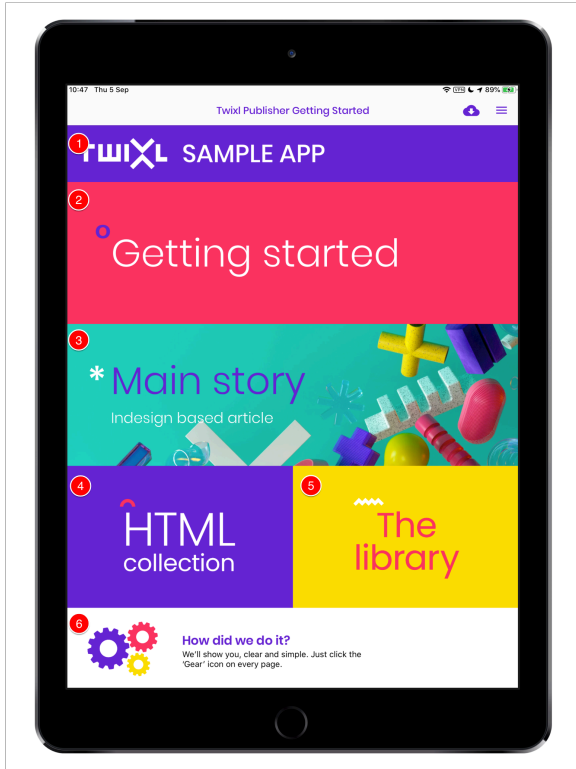 10:47 Thu 5 Sep
VPN
89%
Twixl Publisher Getting Started
1
TWIXL SAMPLE APP
2
Getting started
3
* Main story
Indesign based article
4
HTML
collection
5
The
library
6
How did we do it?
We'll show you, clear and simple. Just click the
'Gear' icon on every page.